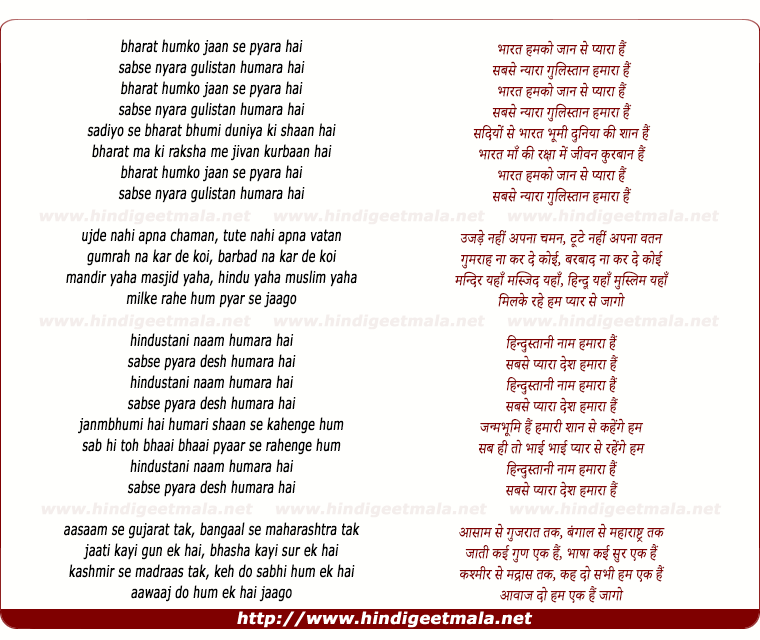 bharat humko jaan se pyara hai
sabse nyara gulistan humara hai
bharat humko jaan se pyara hai
sabse nyara gulistan humara hai
sadiyo se bharat bhumi duniya ki shaan hai
bharat ma ki raksha me jivan kurbaan hai
bharat humko jaan se pyara hai
sabse nyara gulistan humara hai
www.hindigeetmala.net www.hindigeetmala.net www.hindigeetmala.net
ujde nahi apna chaman, tute nahi apna vatan
gumrah na kar de koi, barbad na kar de koi
mandir yaha masjid yaha, hindu yaha muslim yaha
milke rahe hum pyar se jaago
www.hindigeetmala.net www.hindigeetmala.net www.hindigeetmala.net
hindustani naam humara hai
sabse pyara desh humara hai
hindustani naam humara hai
sabse pyara desh humara hai
janmbhumi hai humari shaan se kahenge hum
sab hi toh bhaai bhaai pyaar se rahenge hum
hindustani naam humara hai
sabse pyara desh humara hai
www.hindigeetmala.net www.hindigeetmala.net www.hindigeetmala.net
aasaam se gujarat tak, bangaal se maharashtra tak
jaati kayi gun ek hai, bhasha kayi sur ek hai
kashmir se madraas tak, keh do sabhi hum ek hai
aawaaj do hum ek hai jaago
भारत हमको जान से प्यारा हैं
सबसे न्यारा गुलिस्तान हमारा हैं
भारत हमको जान से प्यारा हैं
सबसे न्यारा गुलिस्तान हमारा हैं
सदियों से भारत भूमी दुनिया की शान हैं
भारत माँ की रक्षा में जीवन कुरबान हैं
भारत हमको जान से प्यारा हैं
सबसे न्यारा गुलिस्तान हमारा हैं
उजड़े नहीं अपना चमन, टूटे नहीं अपना वतन
गुमराह ना कर दे कोई, बरबाद ना कर दे कोई
मन्दिर यहाँ मस्जिद यहाँ, हिन्दू यहाँ मुस्लिम यहाँ
मिलके रहे हम प्यार से जागो
हिन्दुस्तानी नाम हमारा हैं
सबसे प्यारा देश हमारा हैं
हिन्दुस्तानी नाम हमारा हैं
सबसे प्यारा देश हमारा हैं
जन्मभूमि हैं हमारी शान से कहेंगे हम
सब ही तो भाई भाई प्यार से रहेंगे हम
हिन्दुस्तानी नाम हमारा हैं
सबसे प्यारा देश हमारा हैं
आसाम से गुजरात तक, बंगाल से महाराष्ट्र तक
जाती कई गुण एक हैं, भाषा कई सुर एक हैं
कश्मीर से मद्रास तक, कह दो सभी हम एक हैं
आवाज दो हम एक हैं जागो
http://www.hindigeetmala.net